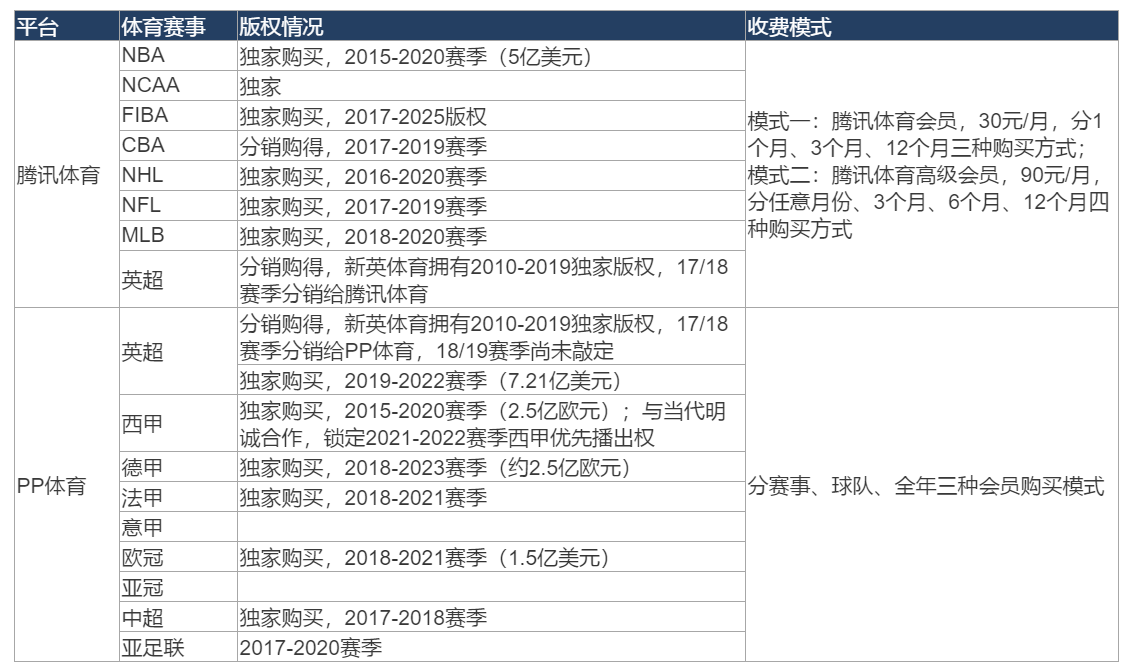 平台 体育赛事 版权情况 收费模式
腾讯体育
NBA 独家购买，2015-2020赛季（5亿美元）
NCAA 独家
FIBA 独家购买，2017-2025版权
CBA 分销购得，2017-2019赛季
NHL 独家购买，2016-2020赛季
NFL 独家购买，2017-2019赛季
MLB 独家购买，2018-2020赛季
英超 分销购得，新英体育拥有2010-2019独家版权，17/18
赛季分销给腾讯体育
模式一：腾讯体育会员，30元/月，分1
个月、3个月、12个月三种购买方式；
模式二：腾讯体育高级会员，90元/月，
分任意月份、3个月、6个月、12个月四
种购买方式
PP体育
英超 分销购得，新英体育拥有2010-2019独家版权，17/18
赛季分销给PP体育，18/19赛季尚未敲定
独家购买，2019-2022赛季（7.21亿美元）
西甲 独家购买，2015-2020赛季（2.5亿欧元）；与当代明
诚合作，锁定2021-2022赛季西甲优先播出权
德甲 独家购买，2018-2023赛季（约2.5亿欧元）
法甲 独家购买，2018-2021赛季
意甲
欧冠 独家购买，2018-2021赛季（1.5亿美元）
亚冠
中超 独家购买，2017-2018赛季
亚足联 2017-2020赛季
分赛事、球队、全年三种会员购买模式